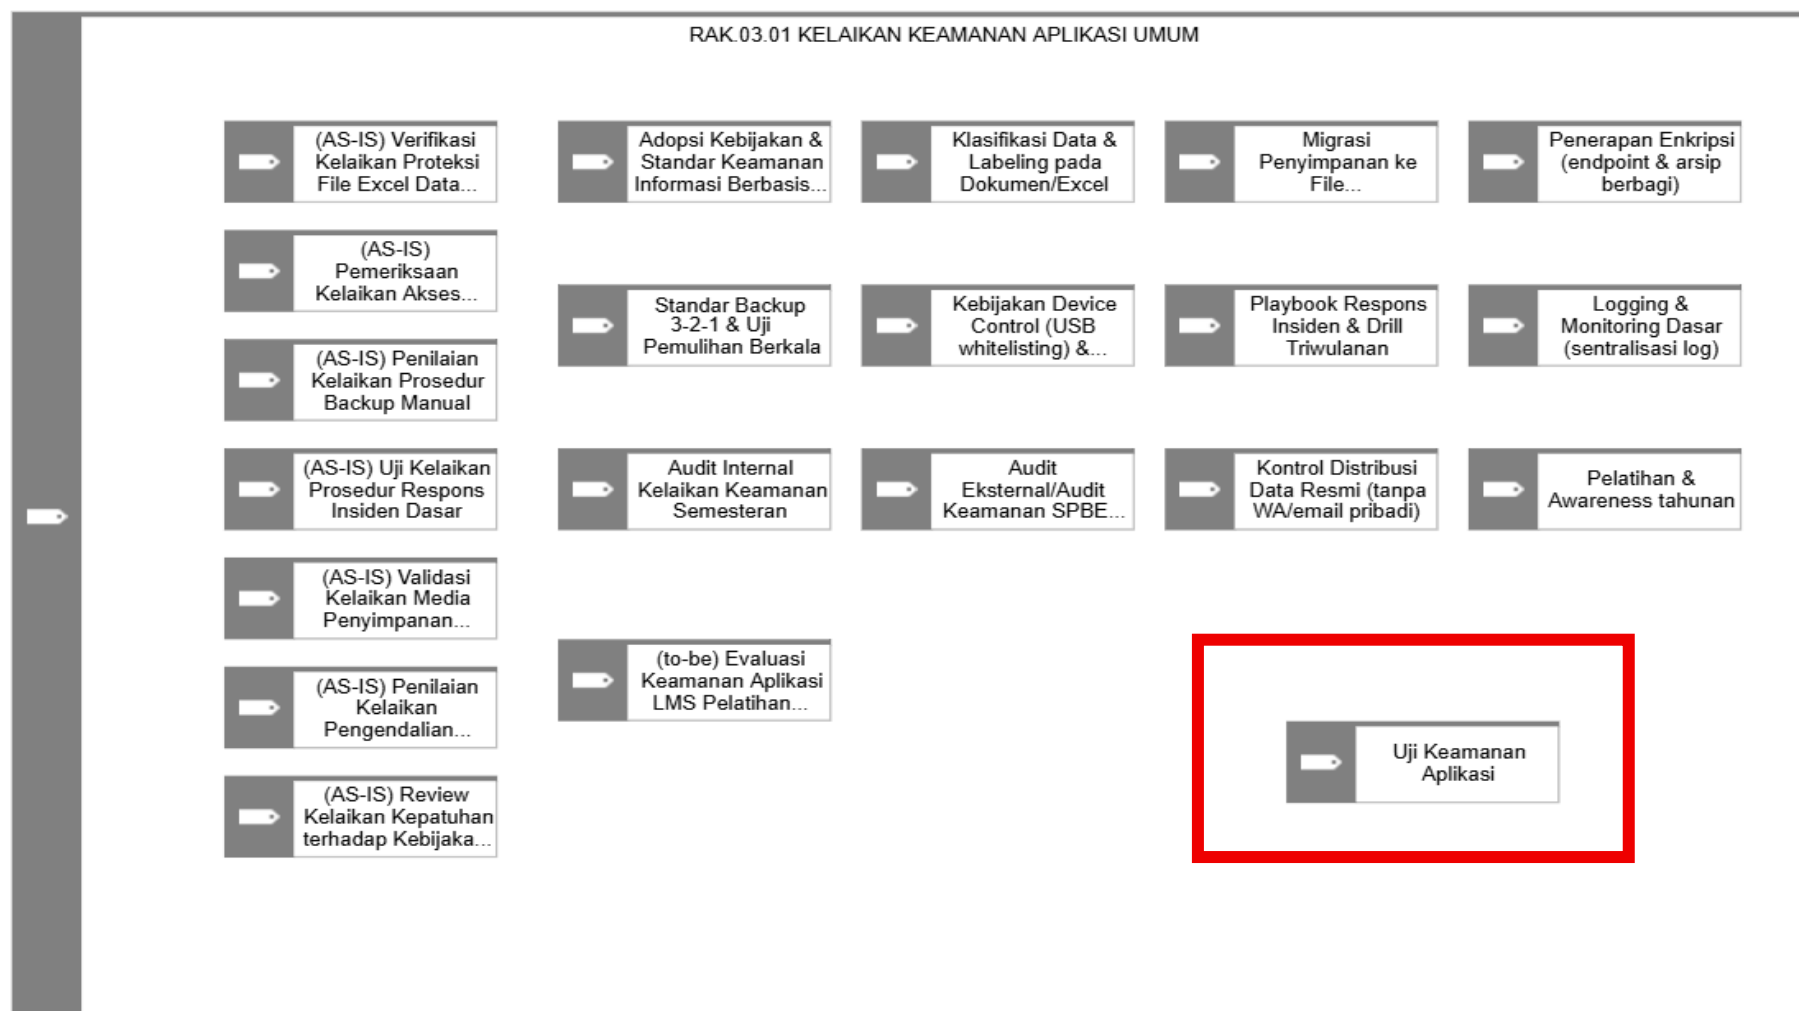 RAK.03.01 KELAIKAN KEAMANAN APLIKASI UMUM
(AS-IS) Verifikasi
Kelaikan Proteksi
File Excel Data...
Adopsi Kebijakan &
Standar Keamanan
Informasi Berbasis...
Klasifikasi Data &
Labeling pada
Dokumen/Excel
Migrasi
Penyimpanan ke
File...
Penerapan Enkripsi
(endpoint & arsip
berbagi)
(AS-IS)
Pemeriksaan
Kelaikan Akses...
Standar Backup
3-2-1 & Uji
Pemulihan Berkala
Kebijakan Device
Control (USB
whitelisting) &...
Playbook Respons
Insiden & Drill
Triwulanan
Logging &
Monitoring Dasar
(sentralisasi log)
(AS-IS) Penilaian
Kelaikan Prosedur
Backup Manual
(AS-IS) Uji Kelaikan
Prosedur Respons
Insiden Dasar
Audit Internal
Kelaikan Keamanan
Semesteran
Audit
Eksternal/Audit
Keamanan SPBE...
Kontrol Distribusi
Data Resmi (tanpa
WA/email pribadi)
Pelatihan &
Awareness tahunan
(AS-IS) Validasi
Kelaikan Media
Penyimpanan...
(to-be) Evaluasi
Keamanan Aplikasi
LMS Pelatihan...
(AS-IS) Penilaian
Kelaikan
Pengendalian...
Uji Keamanan
Aplikasi
(AS-IS) Review
Kelaikan Kepatuhan
terhadap Kebijaka...